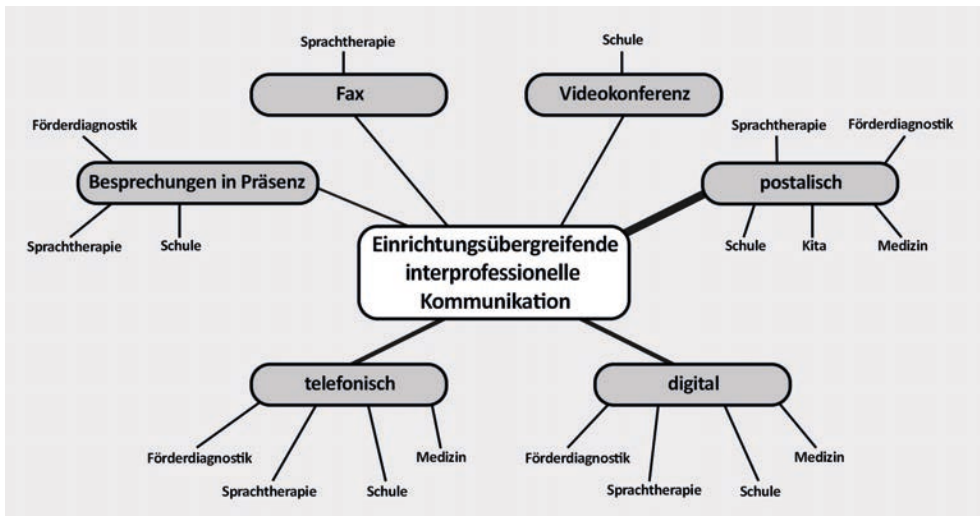 Sprachtherapie
Fax
Schule
Videokonferenz
Förderdiagnostik
Besprechungen in Präsenz
Sprachtherapie
Schule
Sprachtherapie
Förderdiagnostik
postalisch
Schule
Kita
Medizin
Einrichtungsübergreifende
interprofessionelle
Kommunikation
telefonisch
Förderdiagnostik
Sprachtherapie
Schule
Medizin
digital
Förderdiagnostik
Sprachtherapie
Schule
Medizin